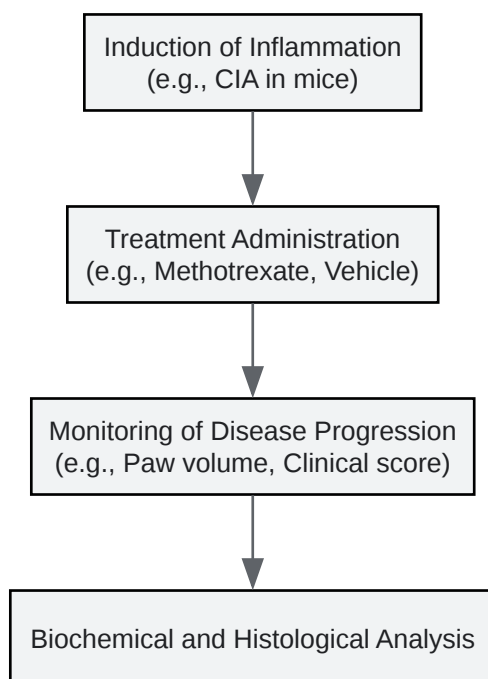 Induction of Inflammation
(e.g., CIA in mice)
Treatment Administration
(e.g., Methotrexate, Vehicle)
Monitoring of Disease Progression
(e.g., Paw volume, Clinical score)
Biochemical and Histological Analysis